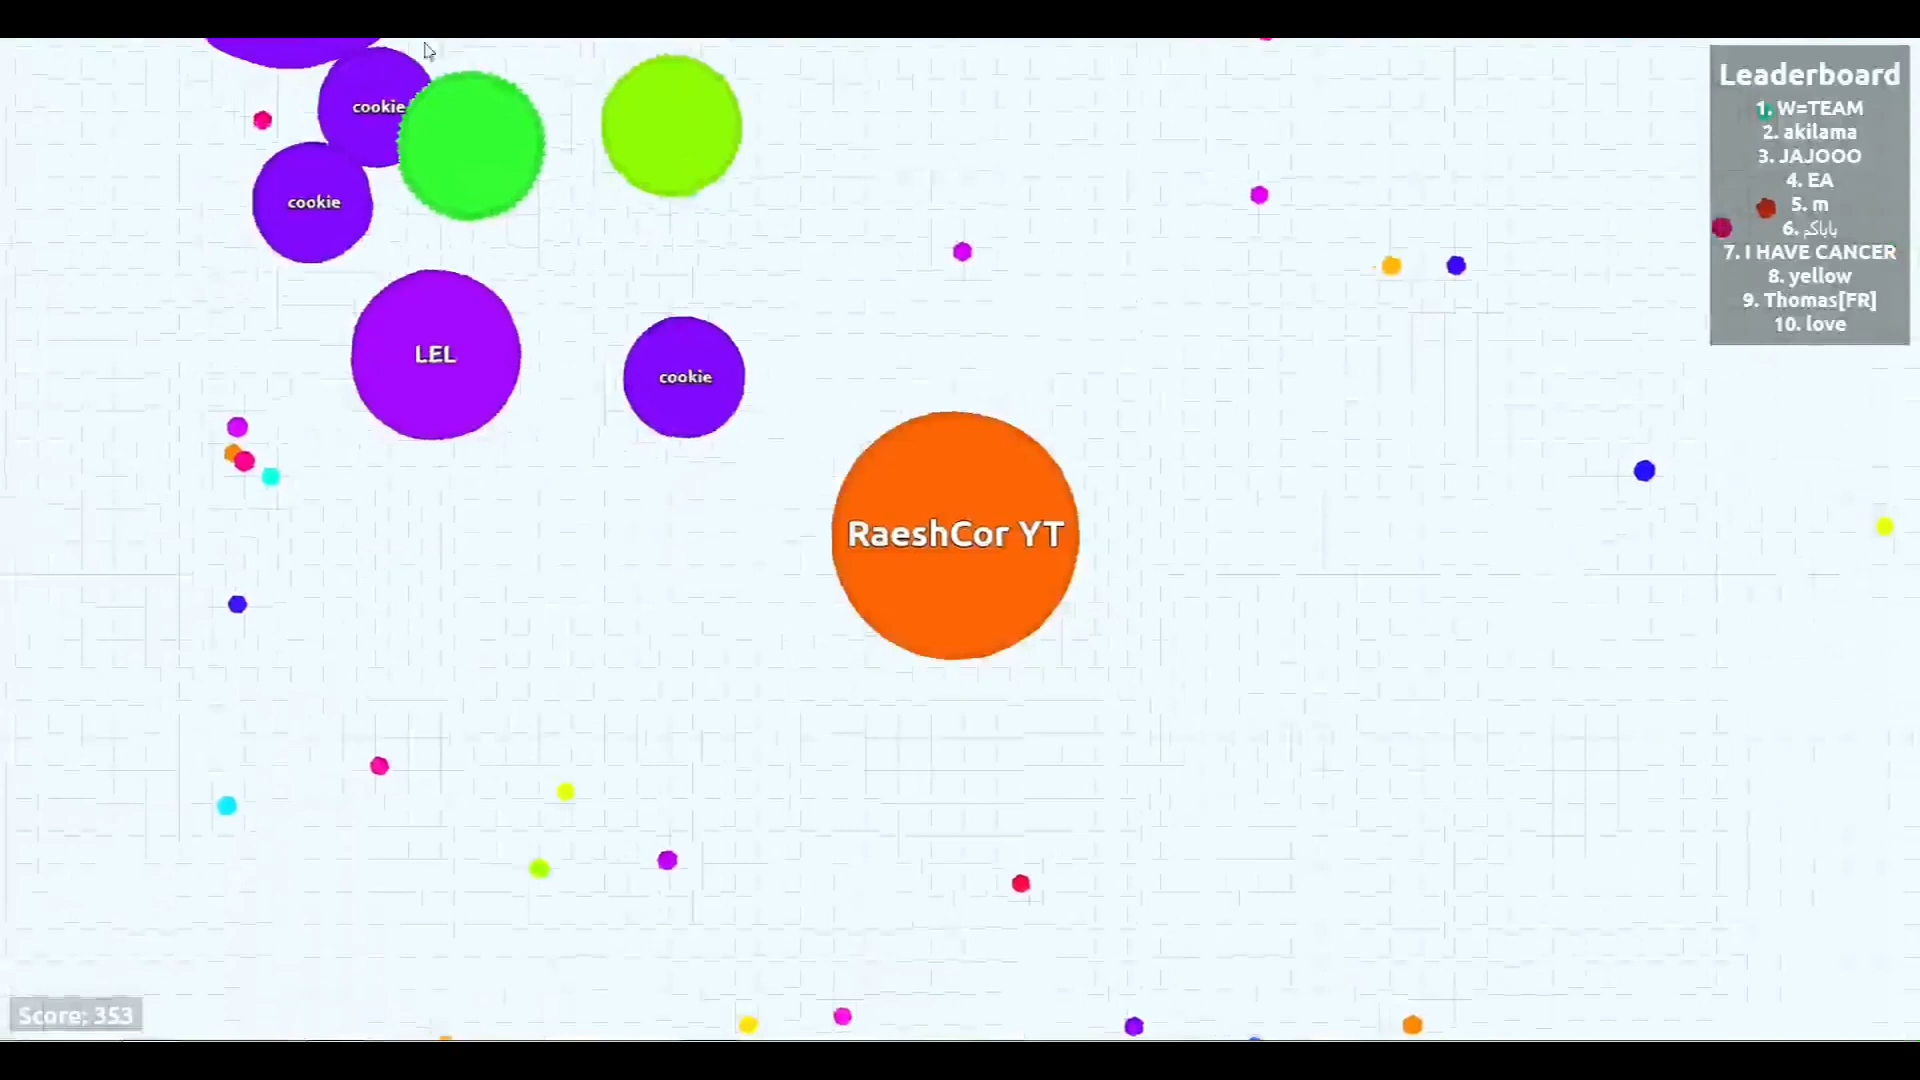 Leaderboard
1. W=TEAM
2. akilama
3. JAJOOO
4. EA
5. m
6. باباكم
7. I HAVE CANCER
8. yellow
9. Thomas[FR]
10. love
cookie
cookie
LEL
cookie
RaeshCor YT
Score: 353